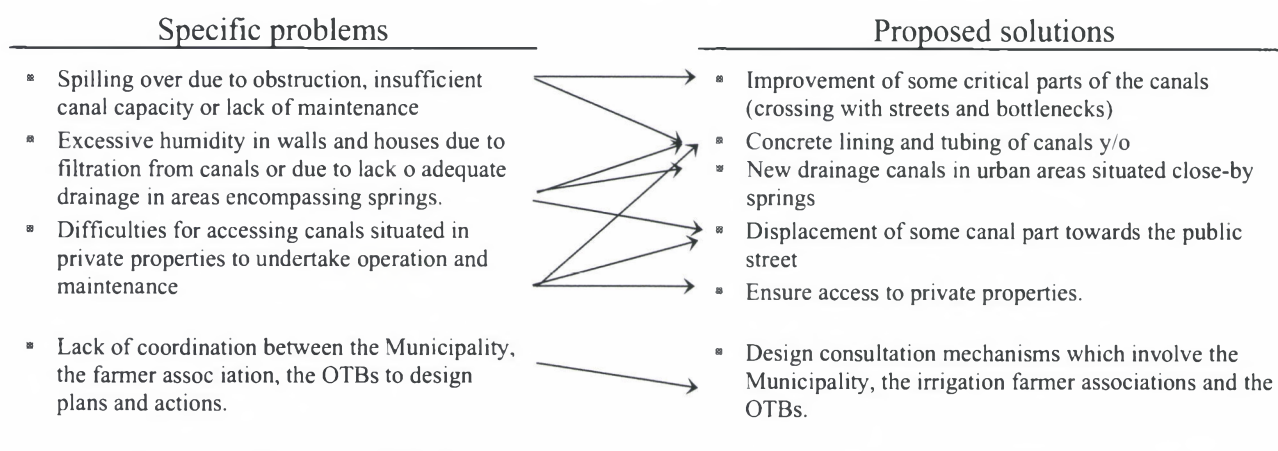 Specific problems
Spilling over due to obstruction, insufficient
canal capacity or lack of maintenance
Excessive humidity in walls and houses due to
filtration from canals or due to lack o adequate
drainage in areas encompassing springs.
Difficulties for accessing canals situated in
private properties to undertake operation and
maintenance
Lack of coordination between the Municipality,
the farmer assoc iation, the OTBs to design
plans and actions.
Proposed solutions
Improvement of some critical parts of the canals
(crossing with streets and bottlenecks)
Concrete lining and tubing of canals y/o
New drainage canals in urban areas situated close-by
springs
Displacement of some canal part towards the public
street
Ensure access to private properties.
Design consultation mechanisms which involve the
Municipality, the irrigation farmer associations and the
OTBs.